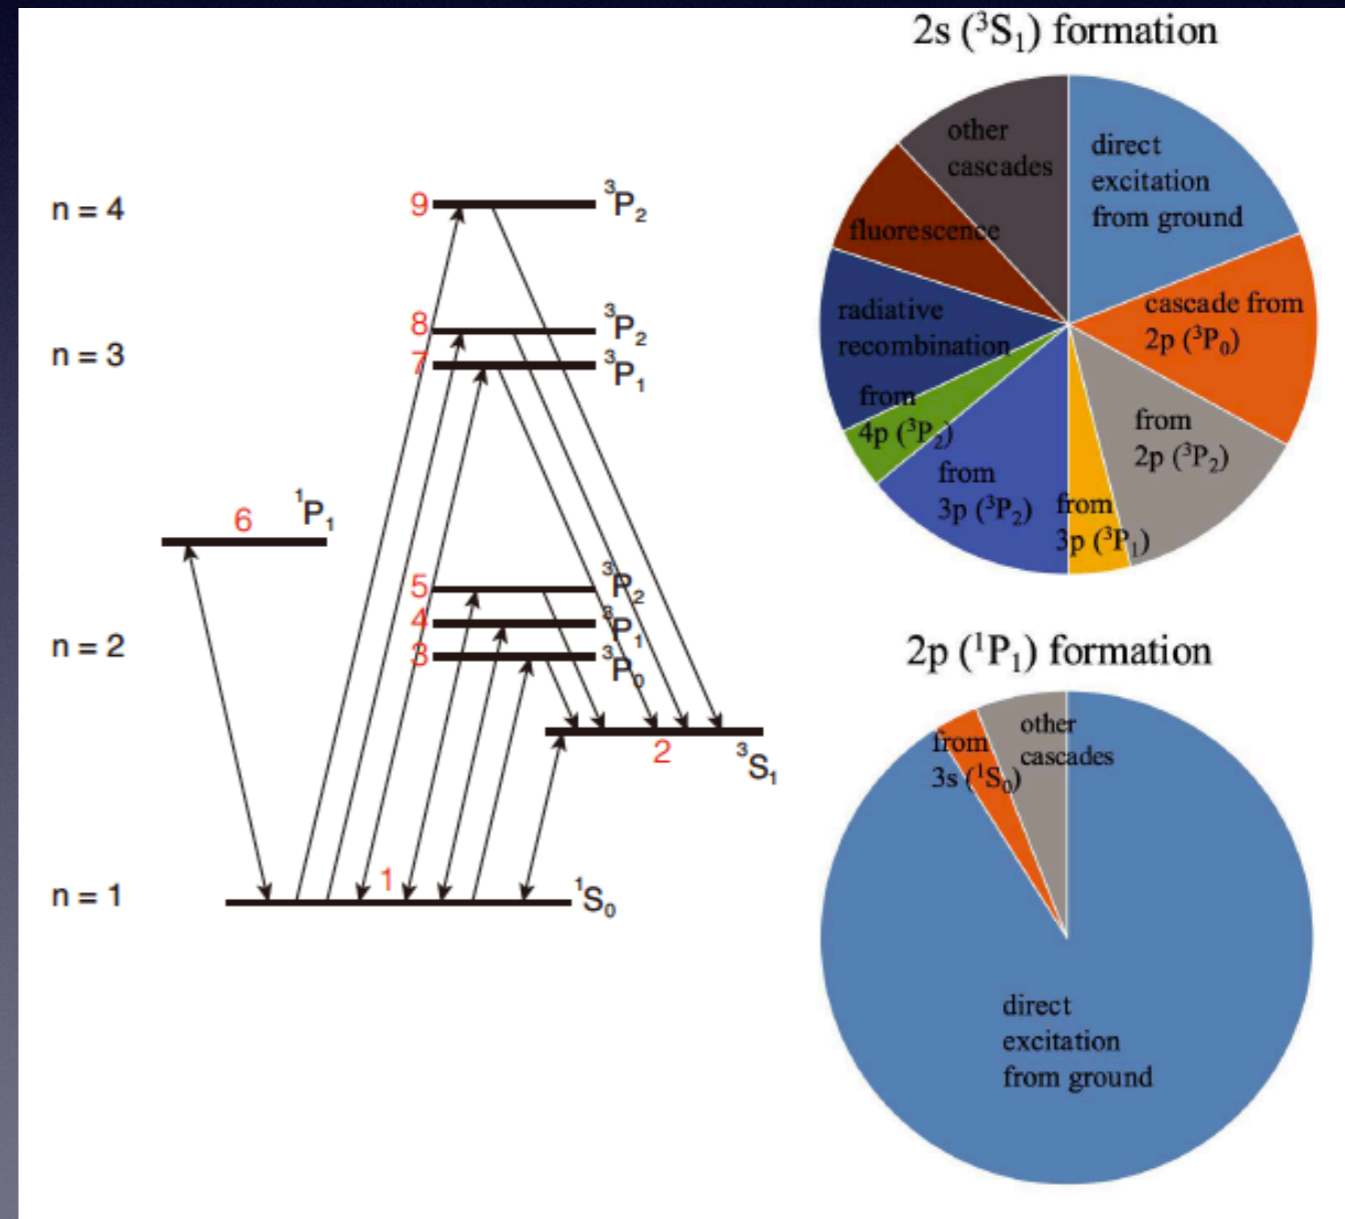 n = 4
9
³P₂
n = 3
8
³P₂
7
³P₁
6
¹P₁
n = 2
5
³P₂
4
³P₁
3
³P₀
2
³S₁
n = 1
1
¹S₀
2s (³S₁) formation
other
cascades
direct
excitation
from ground
fluorescence
cascade from
2p (³P₀)
radiative
recombination
from
2p (³P₂)
from
4p (³P₂)
from
3p (³P₂)
from
3p (³P₁)
2p (¹P₁) formation
from
3s (¹S₀)
other
cascades
direct
excitation
from ground